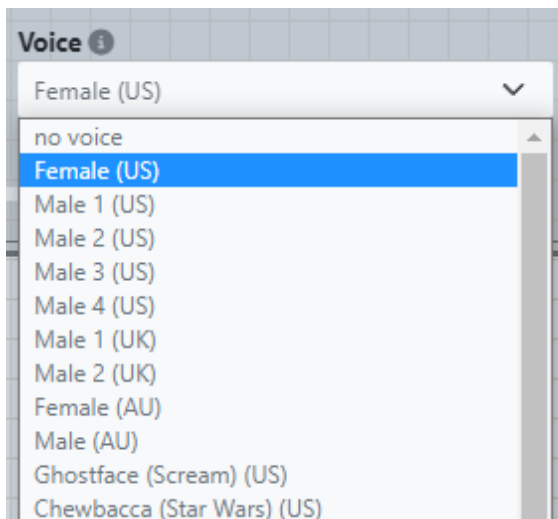 Voice
Female (US)
no voice
Female (US)
Male 1 (US)
Male 2 (US)
Male 3 (US)
Male 4 (US)
Male 1 (UK)
Male 2 (UK)
Female (AU)
Male (AU)
Ghostface (Scream) (US)
Chewbacca (Star Wars) (US)